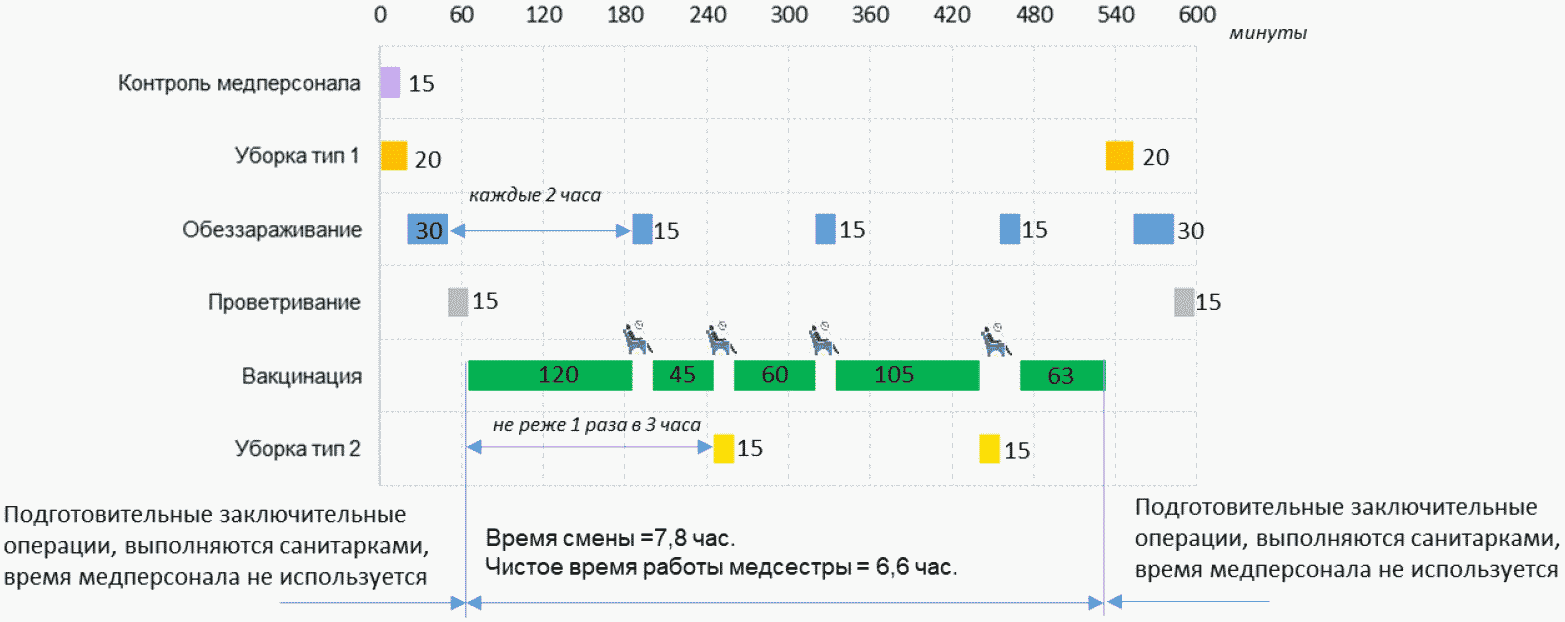 0 60 120 180 240 300 360 420 480 540 600
минуты
Контроль медперсонала 15
Уборка тип 1 20 20
каждые 2 часа
Обеззараживание 30 15 15 15 30
Проветривание 15 15
Вакцинация 120 45 60 105 63
не реже 1 раза в 3 часа
Уборка тип 2 15 15
Подготовительные заключительные
операции, выполняются санитарками,
время медперсонала не используется
Время смены =7,8 час.
Чистое время работы медсестры = 6,6 час.
Подготовительные заключительные
операции, выполняются санитарками,
время медперсонала не используется